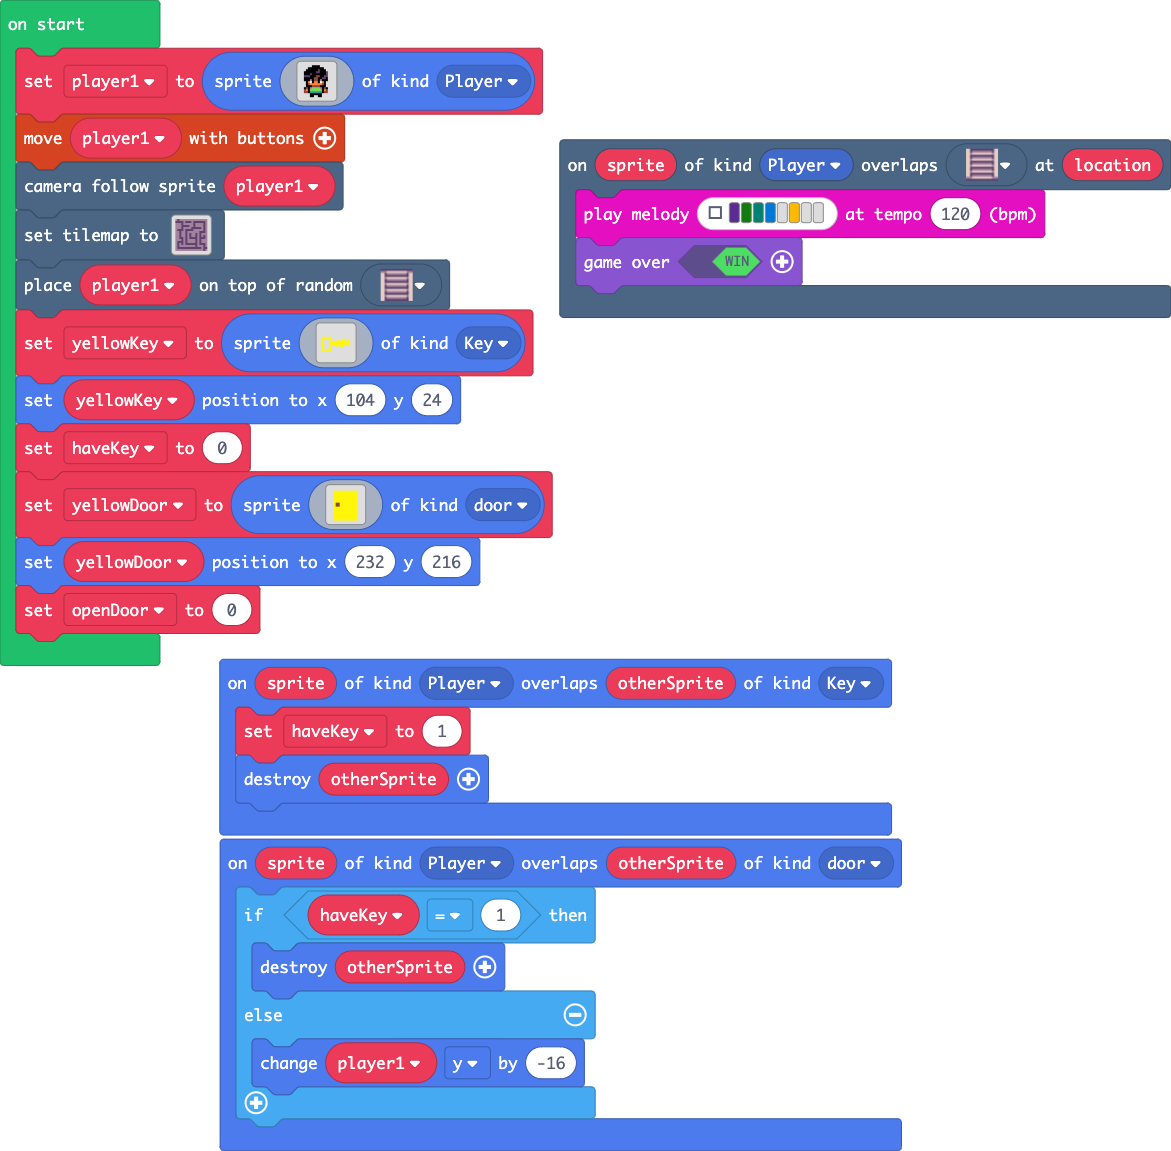 on start
set player1 to sprite of kind Player
move player1 with buttons
camera follow sprite player1
set tilemap to
place player1 on top of random
set yellowKey to sprite of kind Key
set yellowKey position to x 104 y 24
set haveKey to 0
set yellowDoor to sprite of kind door
set yellowDoor position to x 232 y 216
set openDoor to 0
on sprite of kind Player overlaps at location
play melody at tempo 120 (bpm)
game over WIN
on sprite of kind Player overlaps otherSprite of kind Key
set haveKey to 1
destroy otherSprite
on sprite of kind Player overlaps otherSprite of kind door
if haveKey = 1 then
destroy otherSprite
else
change player1 y by -16